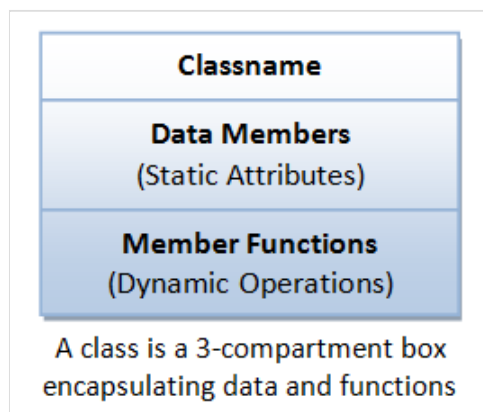 Classname
Data Members
(Static Attributes)
Member Functions
(Dynamic Operations)
A class is a 3-compartment box
encapsulating data and functions